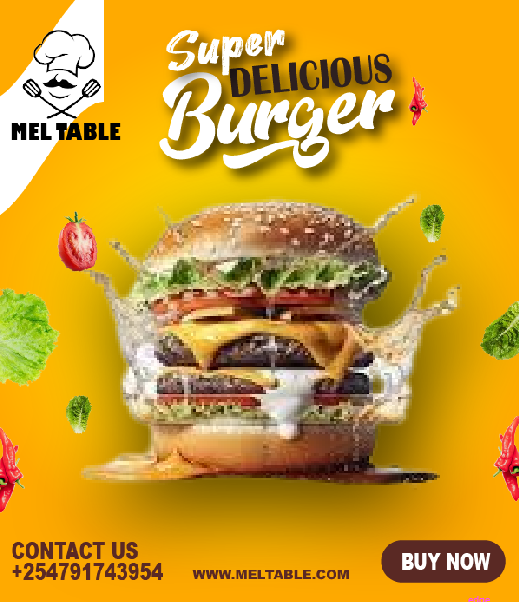 Super
DELICIOUS
Burger
MEL TABLE
CONTACT US
+254791743954
WWW.MELTABLE.COM
BUY NOW